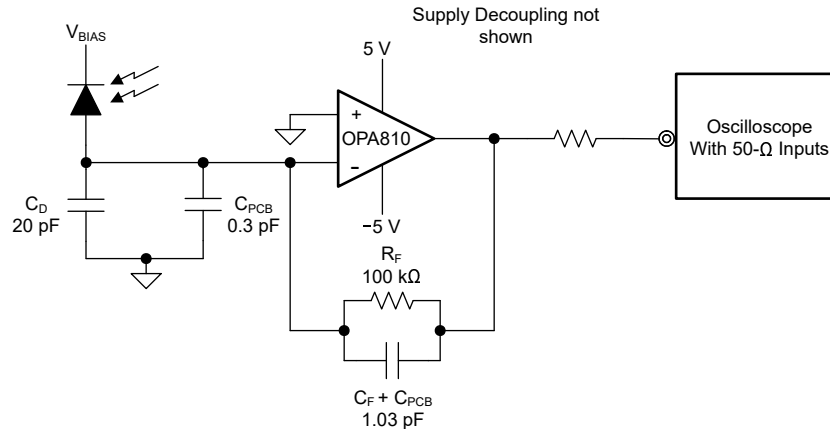 Supply Decoupling not
shown
V_BIAS
5 V
+
OPA810
−
−5 V
Oscilloscope
With 50-Ω Inputs
C_D
20 pF
C_PCB
0.3 pF
R_F
100 kΩ
C_F + C_PCB
1.03 pF